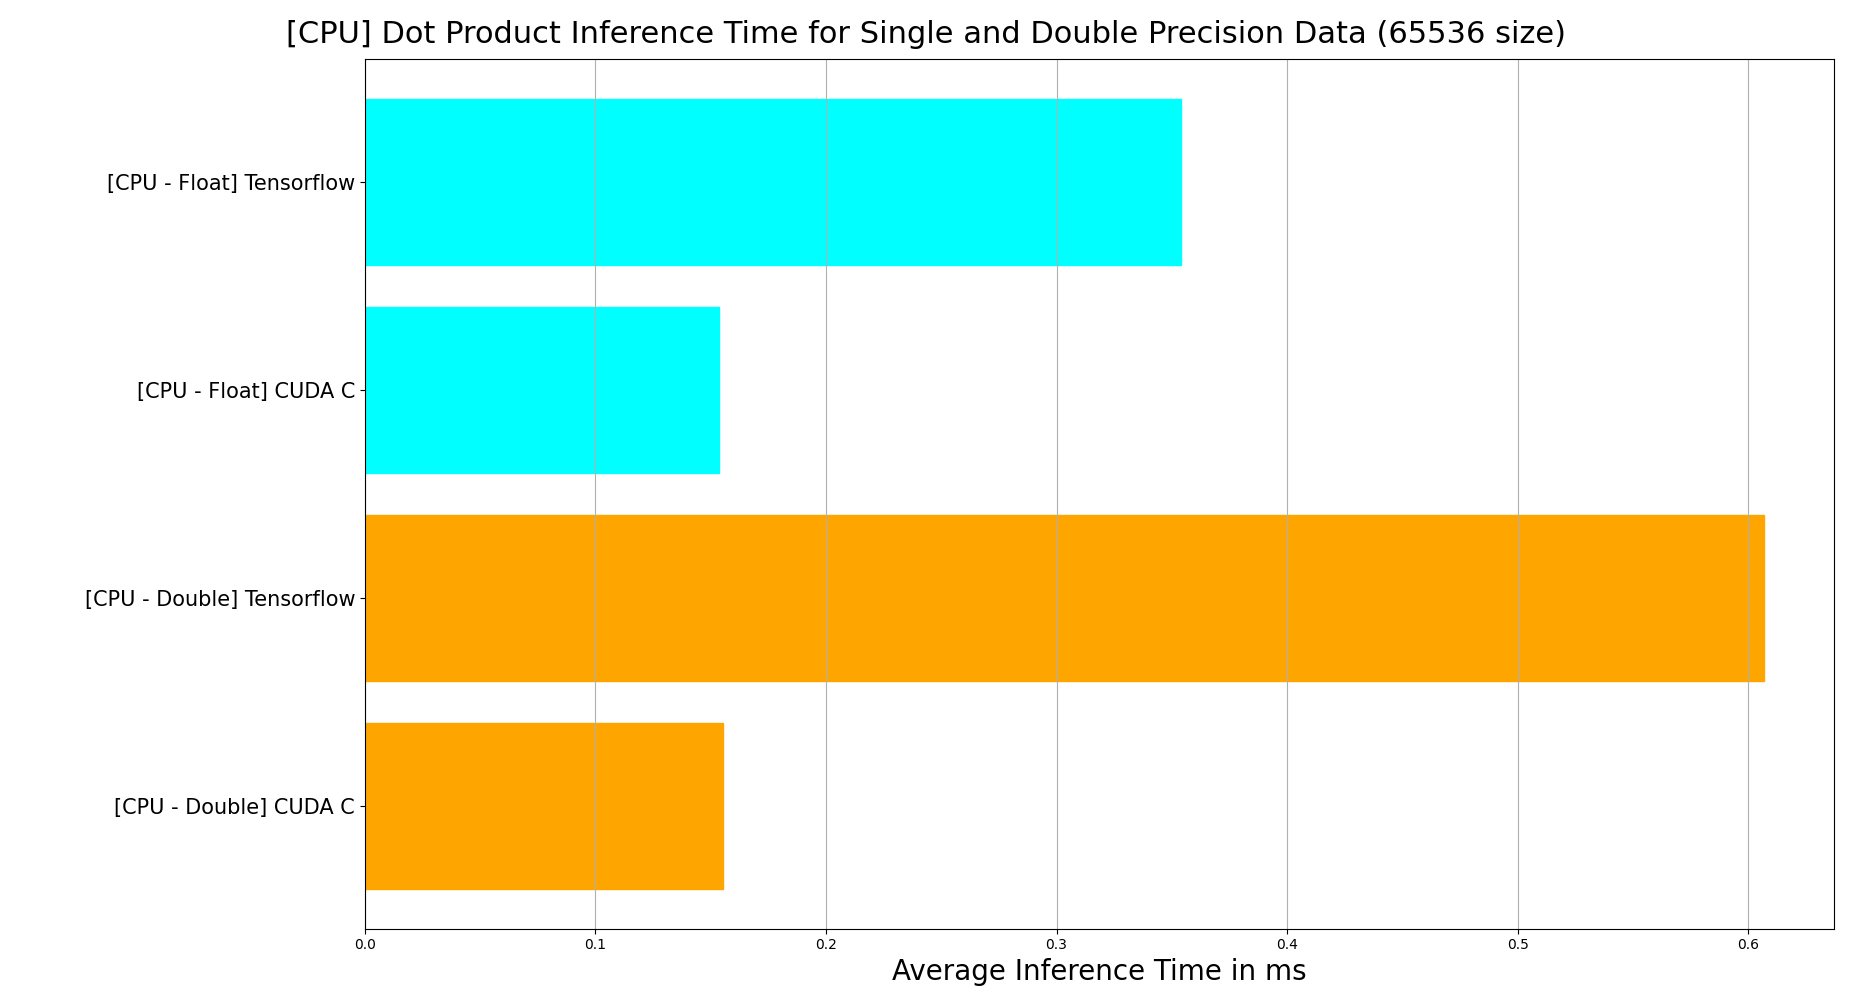 [CPU] Dot Product Inference Time for Single and Double Precision Data (65536 size)
[CPU - Float] Tensorflow
[CPU - Float] CUDA C
[CPU - Double] Tensorflow
[CPU - Double] CUDA C
0.0 0.1 0.2 0.3 0.4 0.5 0.6
Average Inference Time in ms